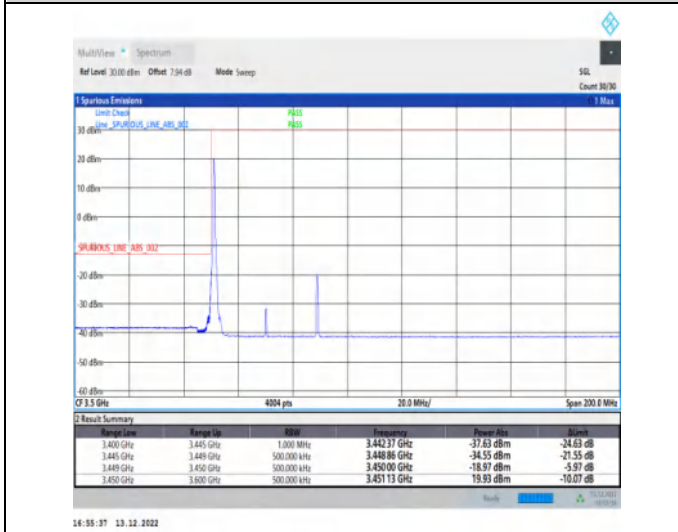 MultiView Spectrum
Ref Level 30.00 dBm Offset 7.94 dB Mode Sweep SGL
Count 30/30
1 Spurious Emissions 1 Max
Limit Check PASS
Line _SPURIOUS_LINE_ABS_002 PASS
30 dBm
20 dBm
10 dBm
0 dBm
_SPURIOUS_LINE_ABS_002
-20 dBm
-30 dBm
-40 dBm
-50 dBm
-60 dBm
CF 3.5 GHz 4004 pts 20.0 MHz/ Span 200.0 MHz
2 Result Summary
Range Low Range Up RBW Frequency Power Abs ΔLimit
3.400 GHz 3.445 GHz 1.000 MHz 3.44237 GHz -37.63 dBm -24.63 dB
3.445 GHz 3.449 GHz 500.000 kHz 3.44886 GHz -34.55 dBm -21.55 dB
3.449 GHz 3.450 GHz 500.000 kHz 3.45000 GHz -18.97 dBm -5.97 dB
3.450 GHz 3.600 GHz 500.000 kHz 3.45113 GHz 19.93 dBm -10.07 dB
Ready
16:55:37 13.12.2022